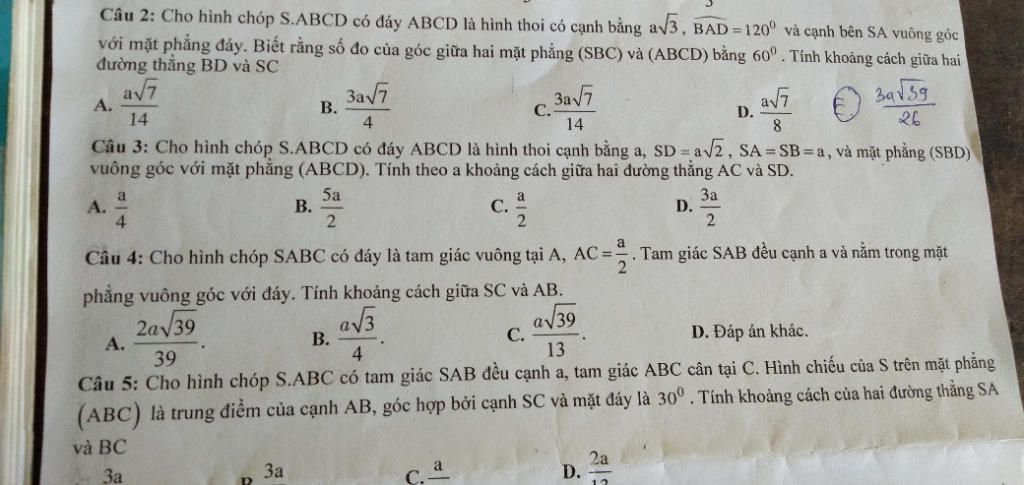 Câu 2: Cho hình chóp S.ABCD có đáy ABCD là hình thoi có cạnh bằng a√3, BAD = 120⁰ và cạnh bên SA vuông góc
với mặt phẳng đáy. Biết rằng số đo của góc giữa hai mặt phẳng (SBC) và (ABCD) bằng 60⁰. Tính khoảng cách giữa hai
đường thẳng BD và SC
A. a√7/14 B. 3a√7/4 C. 3a√7/14 D. a√7/8 E. 3a√39/26
Câu 3: Cho hình chóp S.ABCD có đáy ABCD là hình thoi cạnh bằng a, SD = a√2, SA = SB = a, và mặt phẳng (SBD)
vuông góc với mặt phẳng (ABCD). Tính theo a khoảng cách giữa hai đường thẳng AC và SD.
A. a/4 B. 5a/2 C. a/2 D. 3a/2
Câu 4: Cho hình chóp SABC có đáy là tam giác vuông tại A, AC = a/2. Tam giác SAB đều cạnh a và nằm trong mặt
phẳng vuông góc với đáy. Tính khoảng cách giữa SC và AB.
A. 2a√39/39. B. a√3/4. C. a√39/13. D. Đáp án khác.
Câu 5: Cho hình chóp S.ABC có tam giác SAB đều cạnh a, tam giác ABC cân tại C. Hình chiếu của S trên mặt phẳng
(ABC) là trung điểm của cạnh AB, góc hợp bởi cạnh SC và mặt đáy là 30⁰. Tính khoảng cách của hai đường thẳng SA
và BC
3a 3a C. a D. 2a